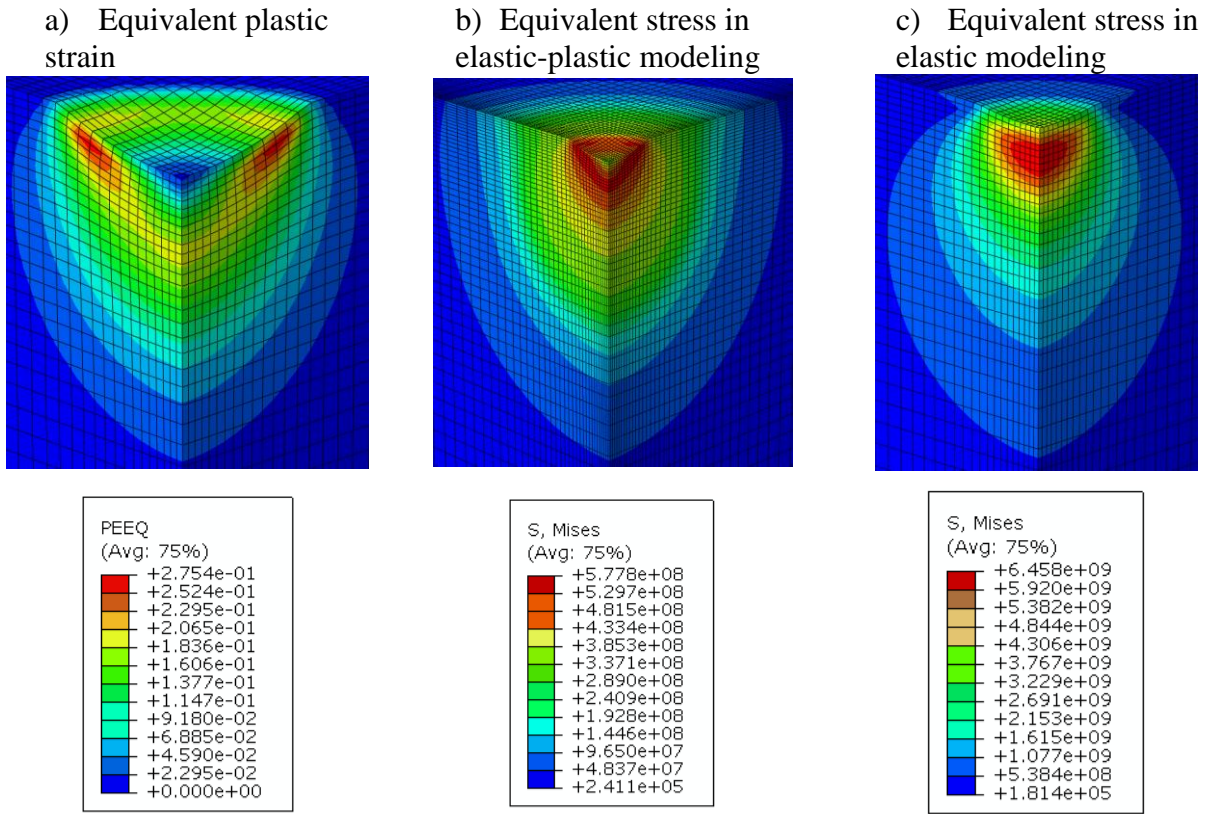 a) Equivalent plastic
strain
b) Equivalent stress in
elastic-plastic modeling
c) Equivalent stress in
elastic modeling
PEEQ
(Avg: 75%)
+2.754e-01
+2.524e-01
+2.295e-01
+2.065e-01
+1.836e-01
+1.606e-01
+1.377e-01
+1.147e-01
+9.180e-02
+6.885e-02
+4.590e-02
+2.295e-02
+0.000e+00
S, Mises
(Avg: 75%)
+5.778e+08
+5.297e+08
+4.815e+08
+4.334e+08
+3.853e+08
+3.371e+08
+2.890e+08
+2.409e+08
+1.928e+08
+1.446e+08
+9.650e+07
+4.837e+07
+2.411e+05
S, Mises
(Avg: 75%)
+6.458e+09
+5.920e+09
+5.382e+09
+4.844e+09
+4.306e+09
+3.767e+09
+3.229e+09
+2.691e+09
+2.153e+09
+1.615e+09
+1.077e+09
+5.384e+08
+1.814e+05